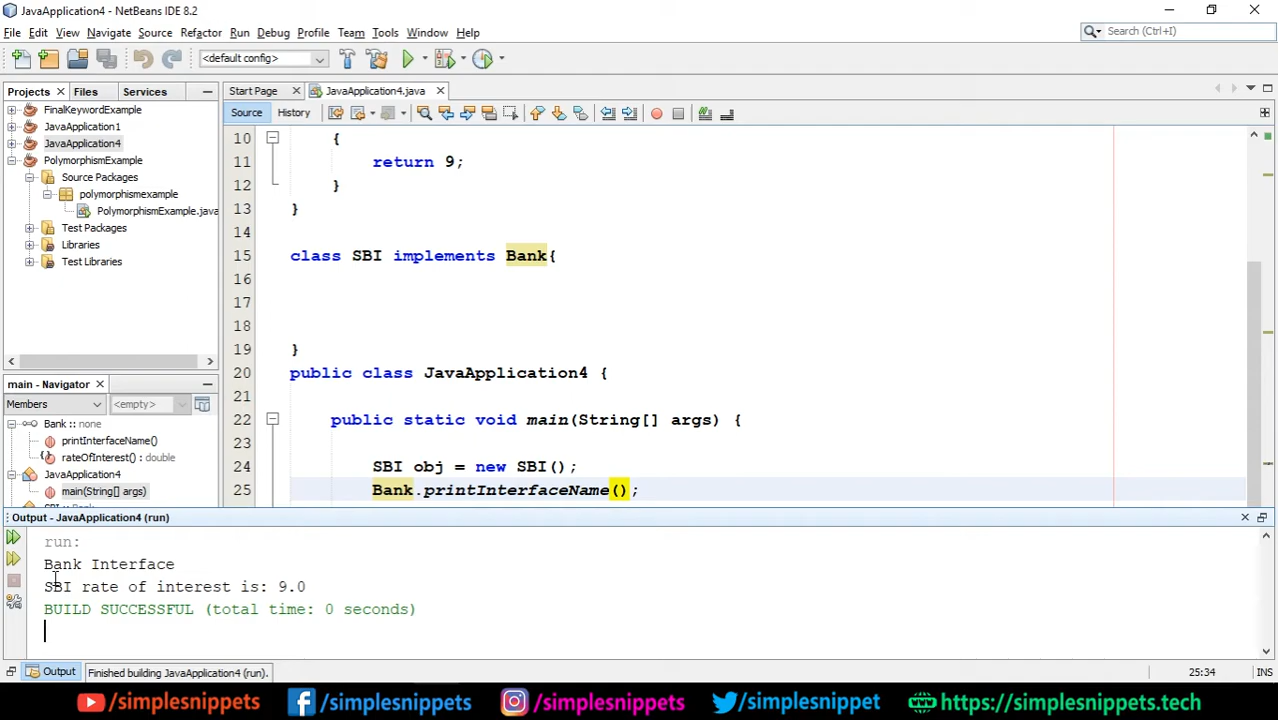 JavaApplication4 - NetBeans IDE 8.2
File Edit View Navigate Source Refactor Run Debug Profile Team Tools Window Help
Search (Ctrl+I)
<default config>
Projects Files Services
Start Page JavaApplication4.java
Source History
FinalKeywordExample
JavaApplication1
JavaApplication4
PolymorphismExample
Source Packages
polymorphismexample
PolymorphismExample.java
Test Packages
Libraries
Test Libraries
10 {
11 return 9;
12 }
13 }
14
15 class SBI implements Bank{
16
17
18
19 }
20 public class JavaApplication4 {
21
22 public static void main(String[] args) {
23
24 SBI obj = new SBI();
25 Bank.printInterfaceName();
main - Navigator
Members <empty>
Bank :: none
printInterfaceName()
rateOfInterest() : double
JavaApplication4
main(String[] args)
Output - JavaApplication4 (run)
run:
Bank Interface
SBI rate of interest is: 9.0
BUILD SUCCESSFUL (total time: 0 seconds)
Output
Finished building JavaApplication4 (run).
25:34 INS
/simplesnippets /simplesnippets /simplesnippets /simplesnippets https://simplesnippets.tech